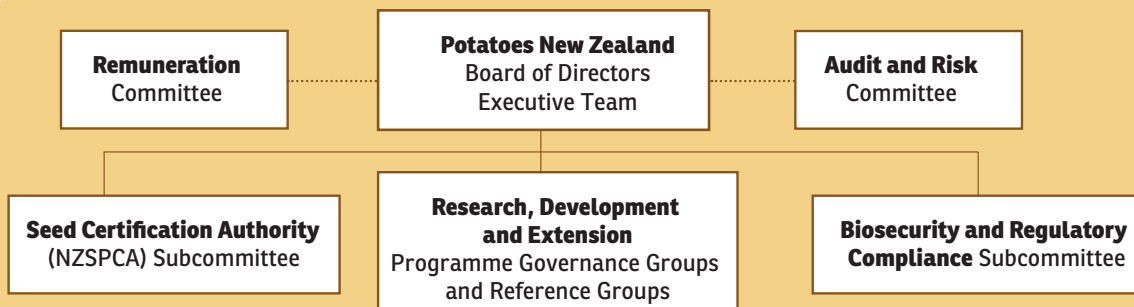 Remuneration
Committee
Potatoes New Zealand
Board of Directors
Executive Team
Audit and Risk
Committee
Seed Certification Authority
(NZSPCA) Subcommittee
Research, Development
and Extension
Programme Governance Groups
and Reference Groups
Biosecurity and Regulatory
Compliance Subcommittee